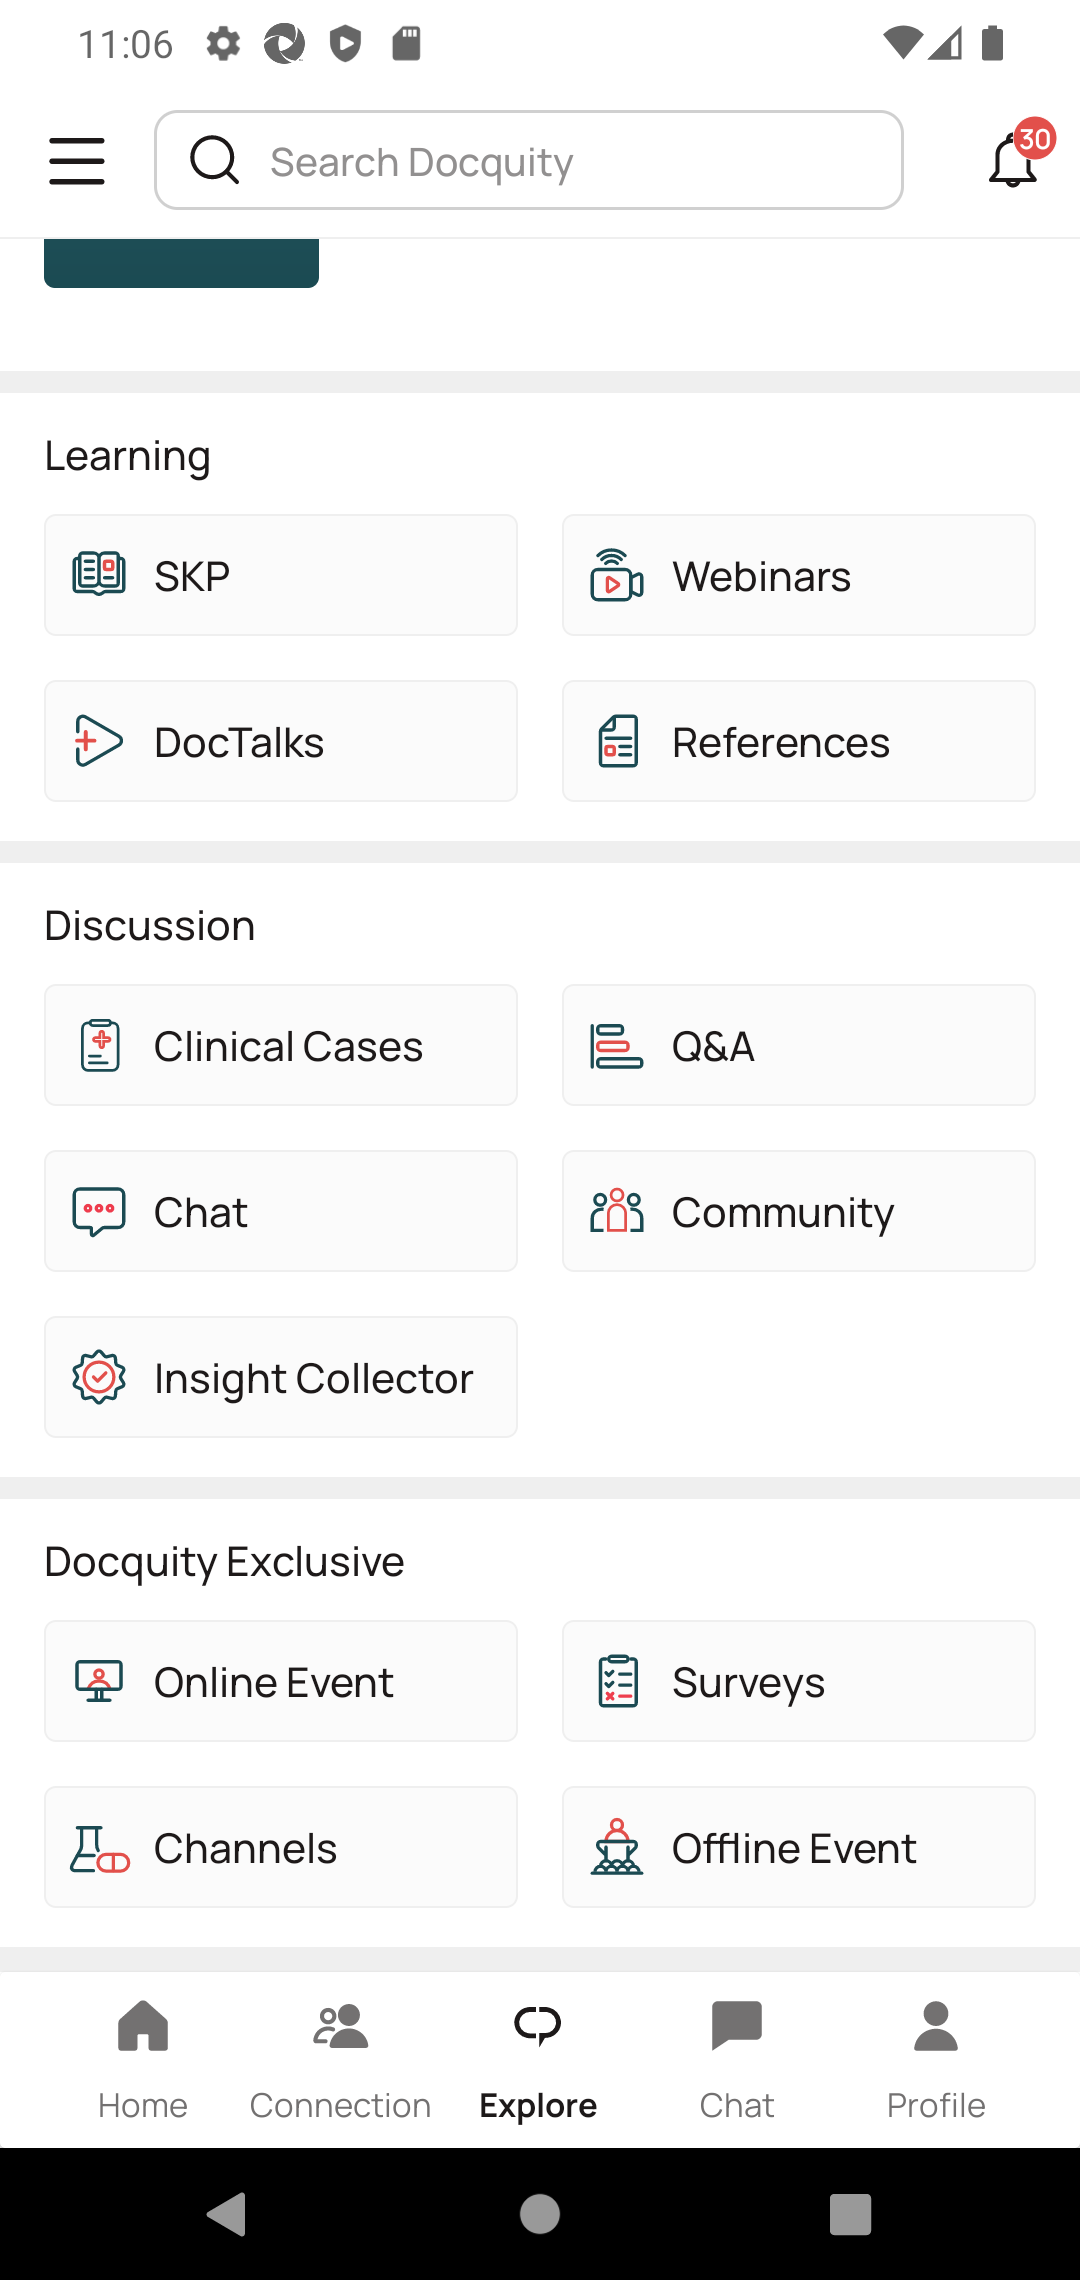 11:06
Search Docquity
30
Learning
SKP
Webinars
DocTalks
References
Discussion
Clinical Cases
Q&A
Chat
Community
Insight Collector
Docquity Exclusive
Online Event
Surveys
Channels
Offline Event
Home
Connection
Explore
Chat
Profile